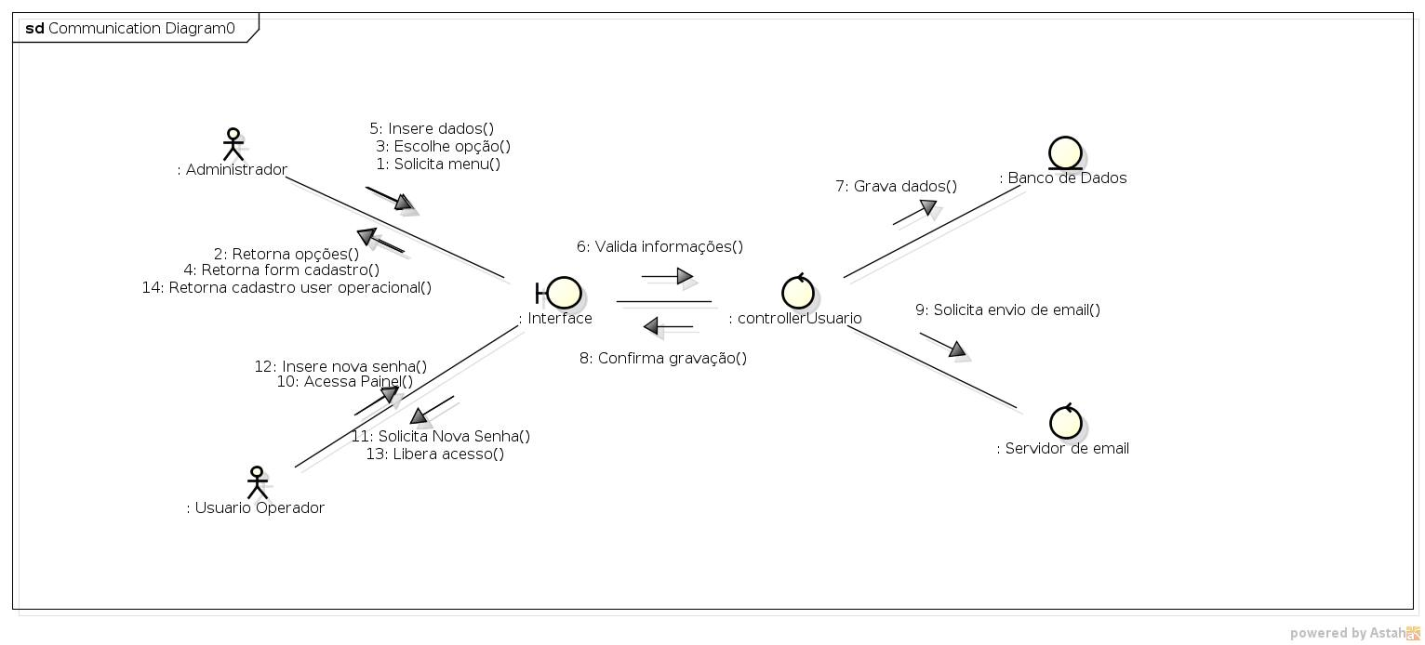 sd Communication Diagram0
5: Insere dados()
3: Escolhe opção()
1: Solicita menu()
: Administrador
: Banco de Dados
7: Grava dados()
2: Retorna opções()
4: Retorna form cadastro()
14: Retorna cadastro user operacional()
6: Valida informações()
: Interface
: controllerUsuario
9: Solicita envio de email()
8: Confirma gravação()
12: Insere nova senha()
10: Acessa Painel()
11: Solicita Nova Senha()
13: Libera acesso()
: Servidor de email
: Usuario Operador
powered by Astah